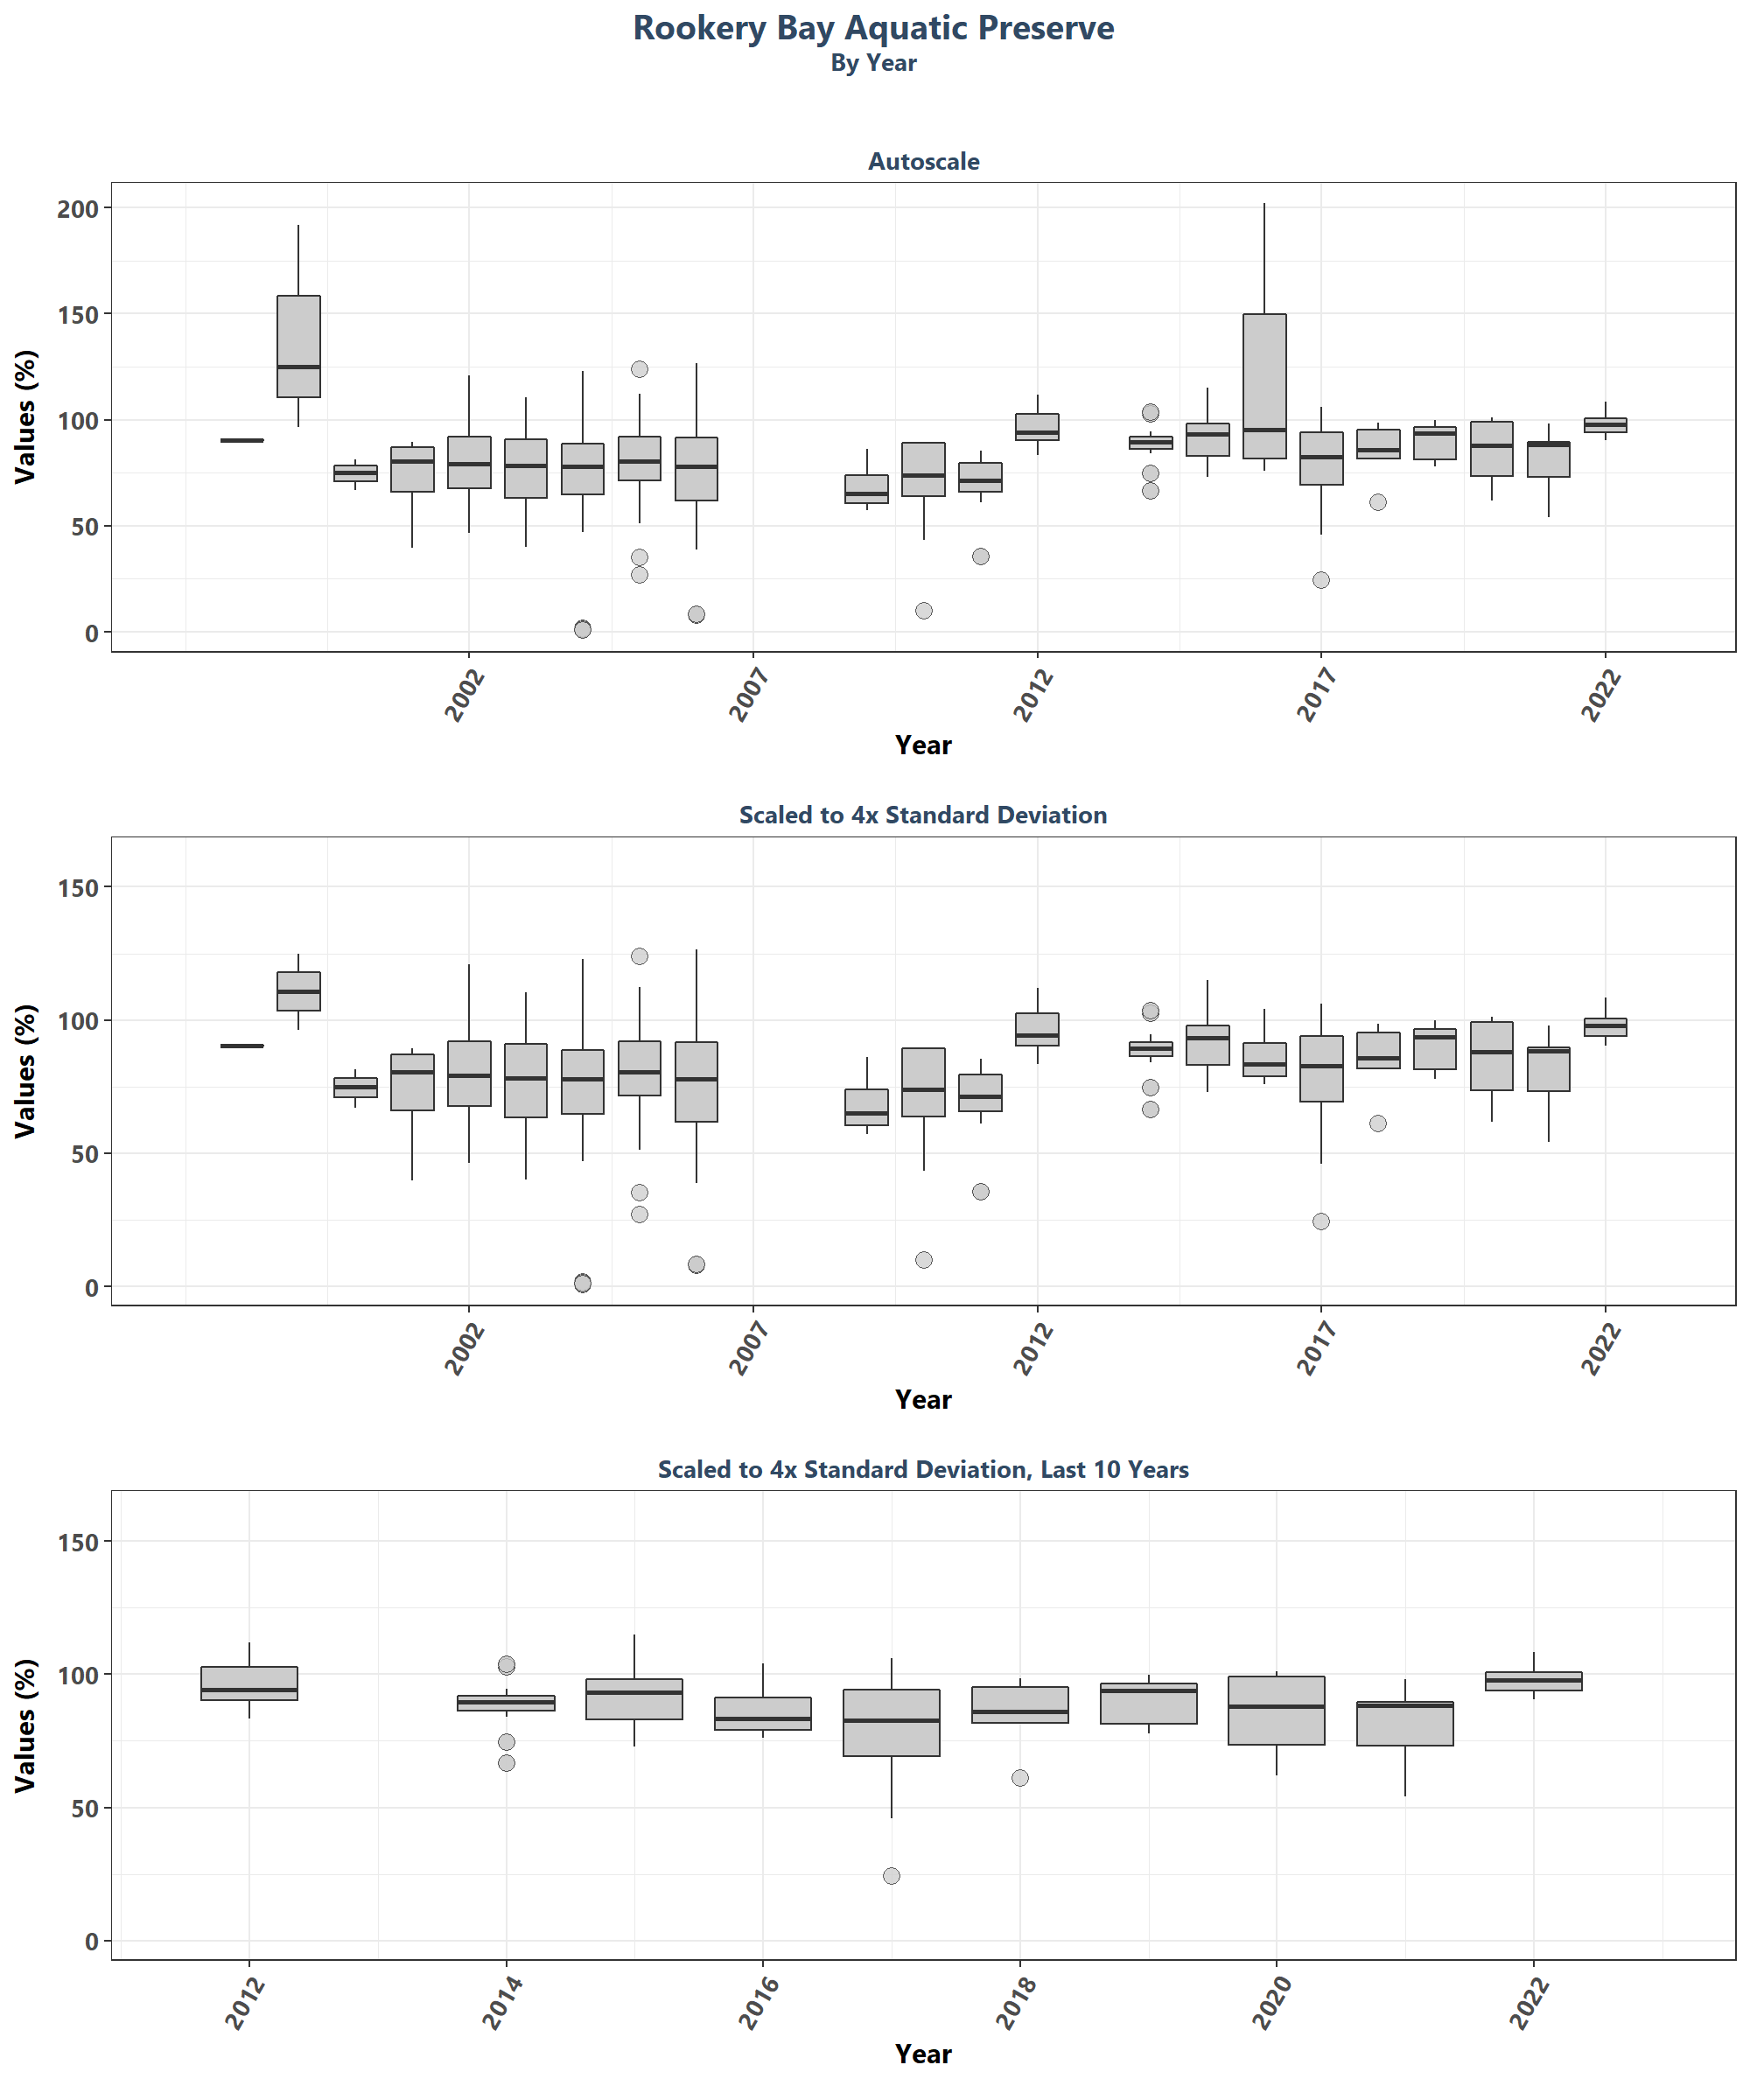 Rookery Bay Aquatic Preserve
By Year
Autoscale
Values (%)
200
150
100
50
0
2002
2007
2012
2017
2022
Year
Scaled to 4x Standard Deviation
Values (%)
150
100
50
0
2002
2007
2012
2017
2022
Year
Scaled to 4x Standard Deviation, Last 10 Years
Values (%)
150
100
50
0
2012
2014
2016
2018
2020
2022
Year